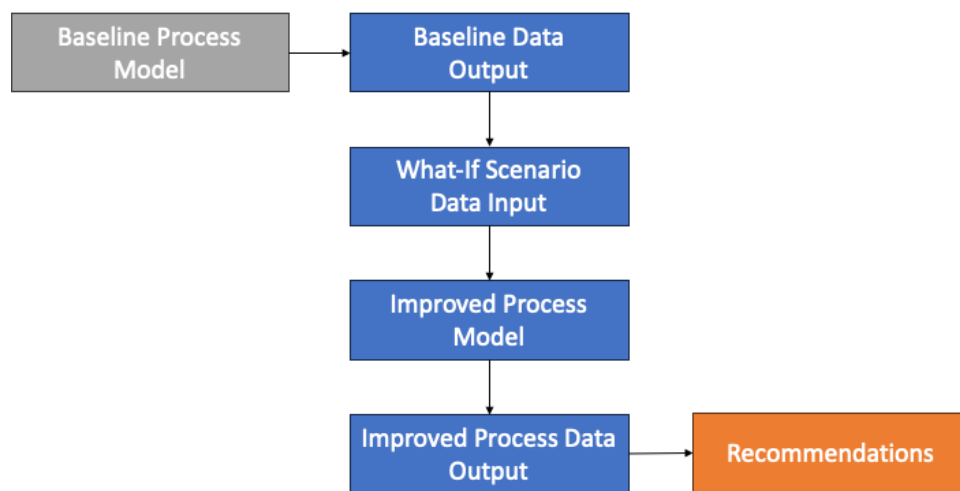 Baseline Process
Model
Baseline Data
Output
What-If Scenario
Data Input
Improved Process
Model
Improved Process Data
Output
Recommendations